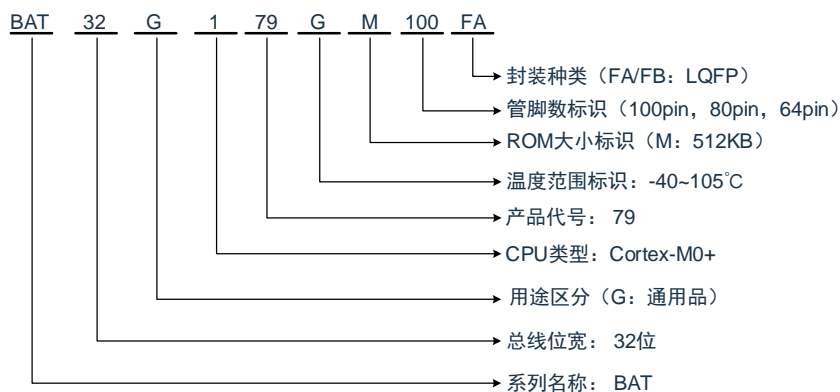 BAT 32 G 1 79 G M 100 FA
封装种类（FA/FB：LQFP）
管脚数标识（100pin，80pin，64pin）
ROM大小标识（M：512KB）
温度范围标识：-40~105℃
产品代号： 79
CPU类型：Cortex-M0+
用途区分（G：通用品）
总线位宽： 32位
系列名称： BAT